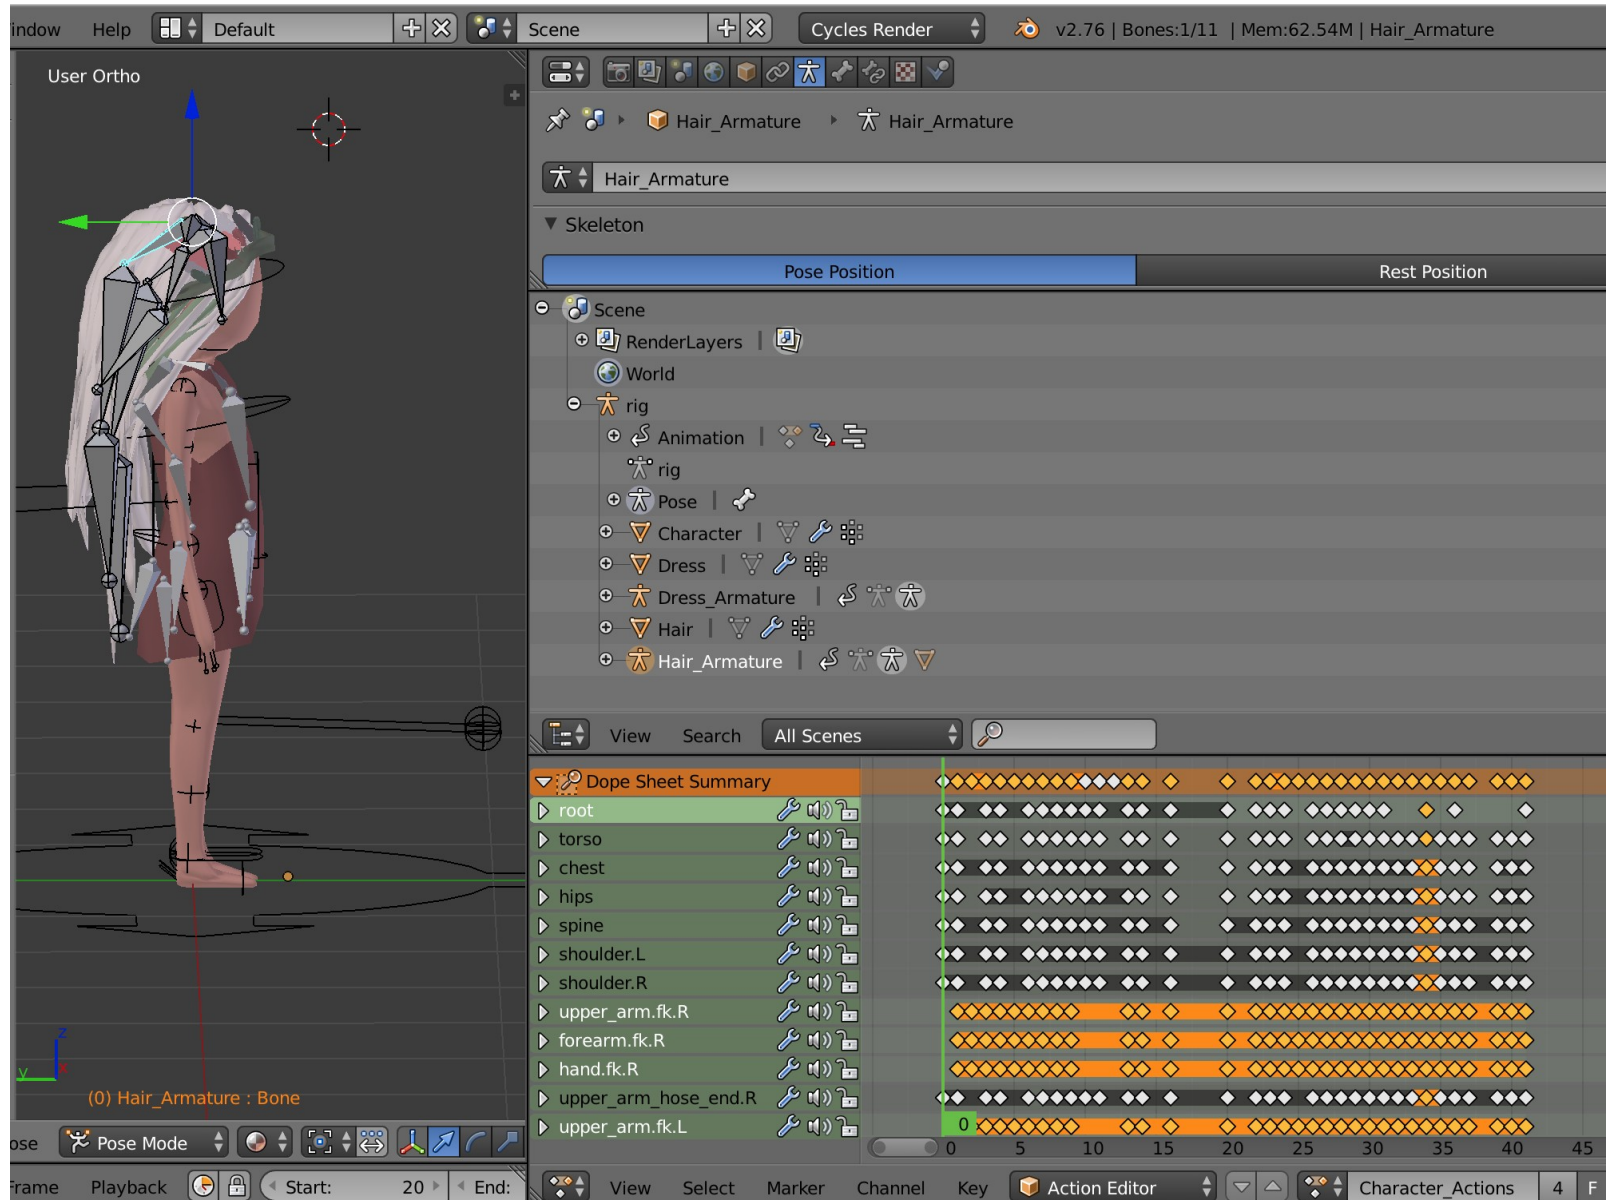 indow Help Default Scene Cycles Render v2.76 | Bones:1/11 | Mem:62.54M | Hair_Armature
User Ortho
Hair_Armature Hair_Armature
Hair_Armature
Skeleton
Pose Position Rest Position
Scene
RenderLayers
World
rig
Animation
rig
Pose
Character
Dress
Dress_Armature
Hair
Hair_Armature
View Search All Scenes
Dope Sheet Summary
root
torso
chest
hips
spine
shoulder.L
shoulder.R
upper_arm.fk.R
forearm.fk.R
hand.fk.R
upper_arm_hose_end.R
upper_arm.fk.L
0
0 5 10 15 20 25 30 35 40 45
z
y
x
(0) Hair_Armature : Bone
ose Pose Mode
Frame Playback Start: 20 End:
View Select Marker Channel Key Action Editor Character_Actions 4 F